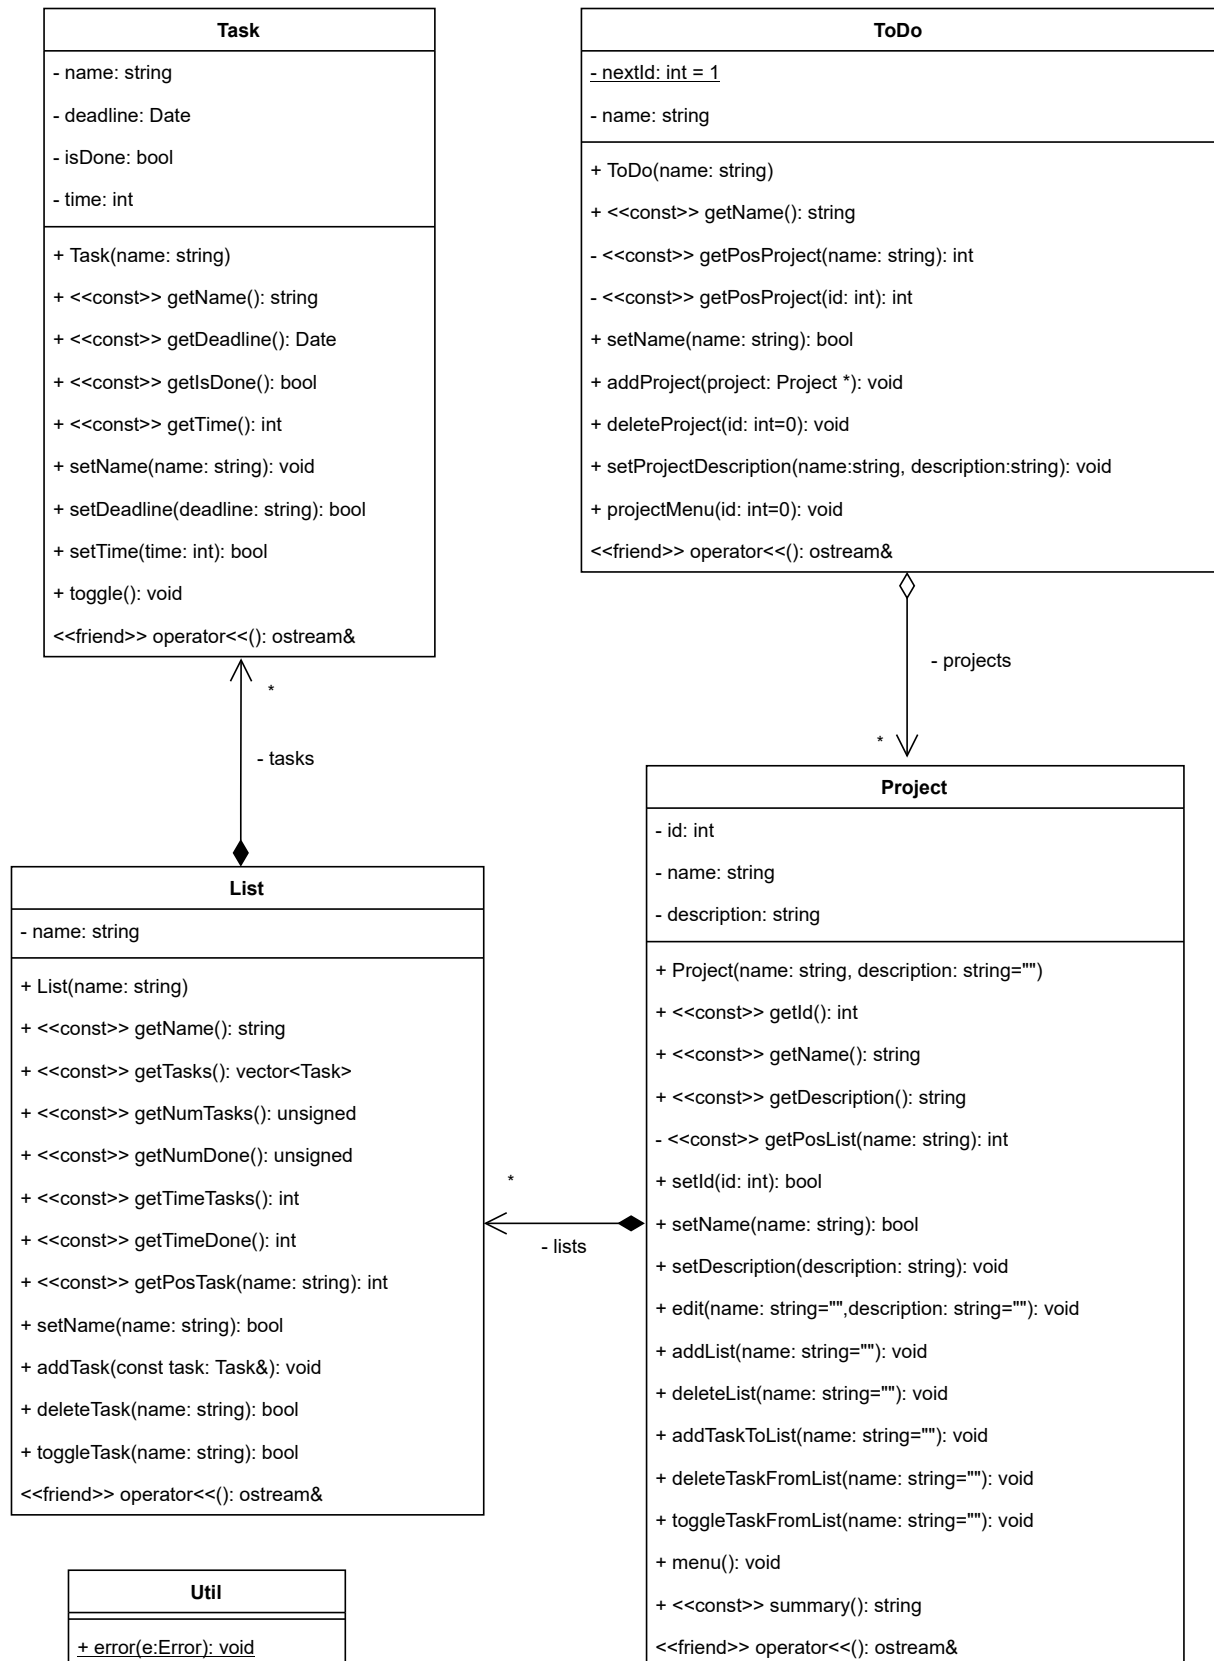 Task
- name: string
- deadline: Date
- isDone: bool
- time: int
+ Task(name: string)
+ <<const>> getName(): string
+ <<const>> getDeadline(): Date
+ <<const>> getIsDone(): bool
+ <<const>> getTime(): int
+ setName(name: string): void
+ setDeadline(deadline: string): bool
+ setTime(time: int): bool
+ toggle(): void
<<friend>> operator<<(): ostream&
ToDo
- nextId: int = 1
- name: string
+ ToDo(name: string)
+ <<const>> getName(): string
- <<const>> getPosProject(name: string): int
- <<const>> getPosProject(id: int): int
+ setName(name: string): bool
+ addProject(project: Project *): void
+ deleteProject(id: int=0): void
+ setProjectDescription(name:string, description:string): void
+ projectMenu(id: int=0): void
<<friend>> operator<<(): ostream&
*
- tasks
- projects
*
List
- name: string
+ List(name: string)
+ <<const>> getName(): string
+ <<const>> getTasks(): vector<Task>
+ <<const>> getNumTasks(): unsigned
+ <<const>> getNumDone(): unsigned
+ <<const>> getTimeTasks(): int
+ <<const>> getTimeDone(): int
+ <<const>> getPosTask(name: string): int
+ setName(name: string): bool
+ addTask(const task: Task&): void
+ deleteTask(name: string): bool
+ toggleTask(name: string): bool
<<friend>> operator<<(): ostream&
*
- lists
Project
- id: int
- name: string
- description: string
+ Project(name: string, description: string="")
+ <<const>> getId(): int
+ <<const>> getName(): string
+ <<const>> getDescription(): string
- <<const>> getPosList(name: string): int
+ setId(id: int): bool
+ setName(name: string): bool
+ setDescription(description: string): void
+ edit(name: string="",description: string=""): void
+ addList(name: string=""): void
+ deleteList(name: string=""): void
+ addTaskToList(name: string=""): void
+ deleteTaskFromList(name: string=""): void
+ toggleTaskFromList(name: string=""): void
+ menu(): void
+ <<const>> summary(): string
<<friend>> operator<<(): ostream&
Util
+ error(e:Error): void